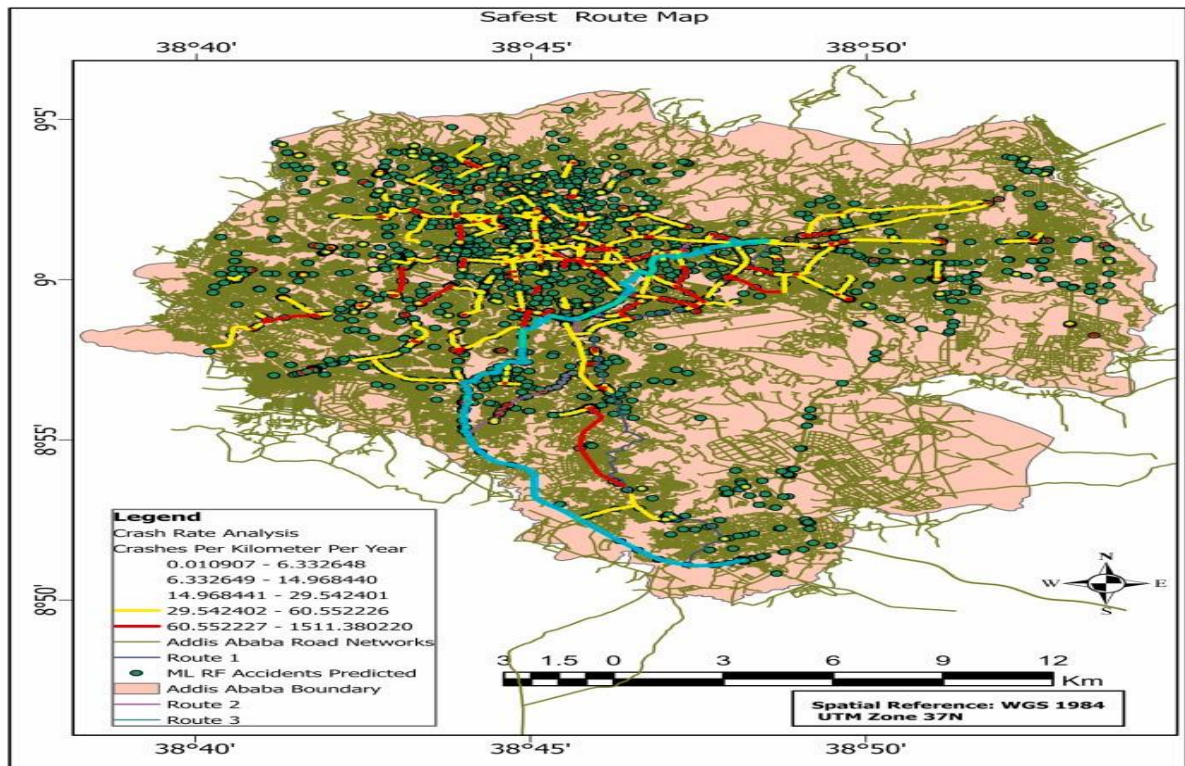 Safest Route Map
38°40' 38°45' 38°50'
9°5'
9°
8°55'
8°50'
Legend
Crash Rate Analysis
Crashes Per Kilometer Per Year
0.010907 - 6.332648
6.332649 - 14.968440
14.968441 - 29.542401
29.542402 - 60.552226
60.552227 - 1511.380220
Addis Ababa Road Networks
Route 1
ML RF Accidents Predicted
Addis Ababa Boundary
Route 2
Route 3
N
W E
S
3 1.5 0 3 6 9 12
Km
Spatial Reference: WGS 1984
UTM Zone 37N
38°40' 38°45' 38°50'